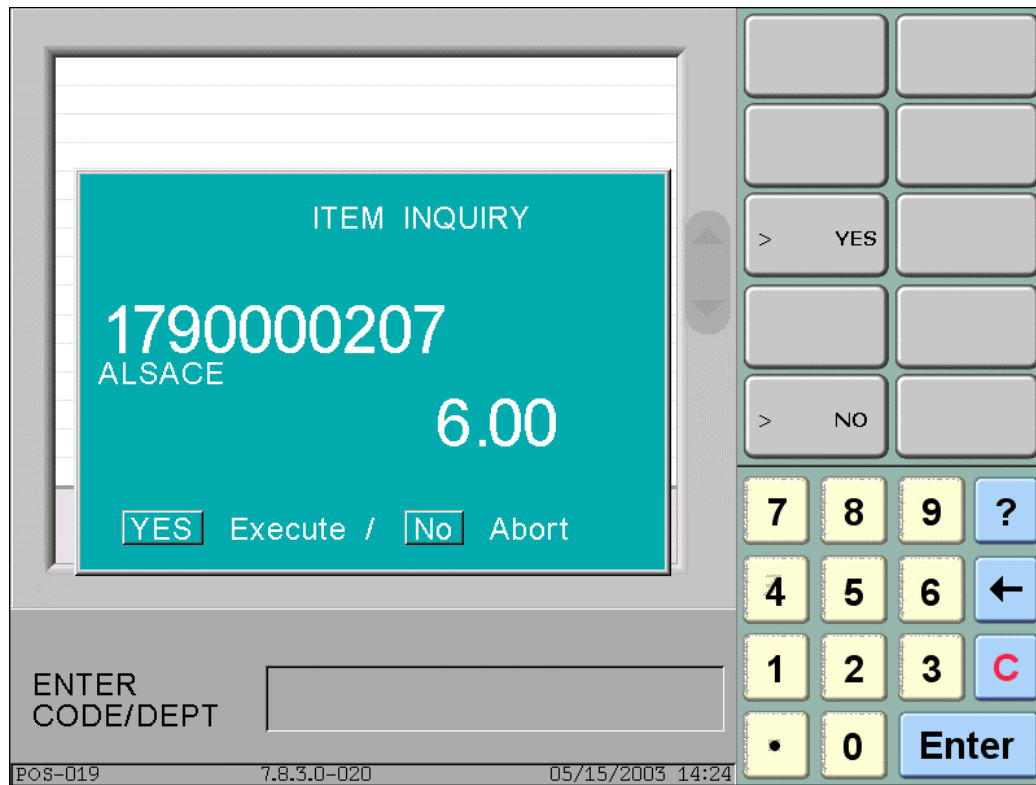 ITEM INQUIRY
1790000207
ALSACE
6.00
YES Execute / No Abort
ENTER
CODE/DEPT
POS-019 7.8.3.0-020 05/15/2003 14:24
> YES
> NO
7 8 9 ?
4 5 6 ←
1 2 3 C
• 0 Enter